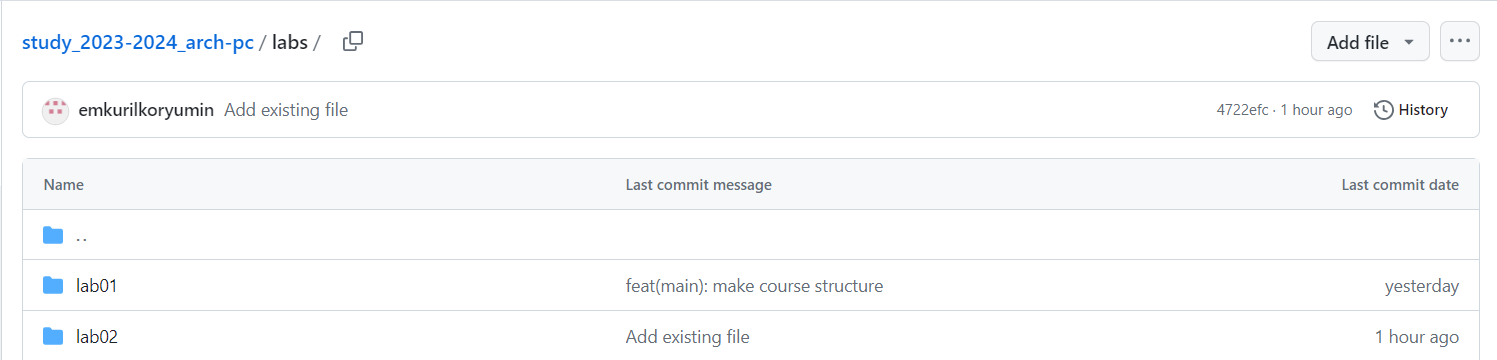 study_2023-2024_arch-pc / labs / Add file ...
emkurilkoryumin Add existing file 4722efc · 1 hour ago History
Name Last commit message Last commit date
..
lab01 feat(main): make course structure yesterday
lab02 Add existing file 1 hour ago